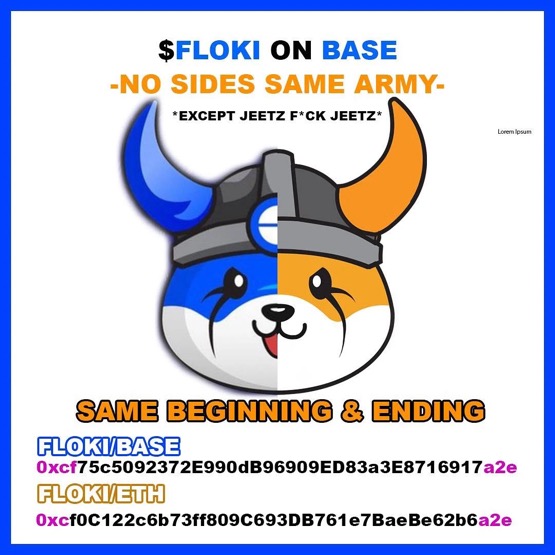 $FLOKI ON BASE
-NO SIDES SAME ARMY-
*EXCEPT JEETZ F*CK JEETZ*
Lorem Ipsum
SAME BEGINNING & ENDING
FLOKI/BASE
0xcf75c5092372E990dB96909ED83a3E8716917a2e
FLOKI/ETH
0xcf0C122c6b73ff809C693DB761e7BaeBe62b6a2e